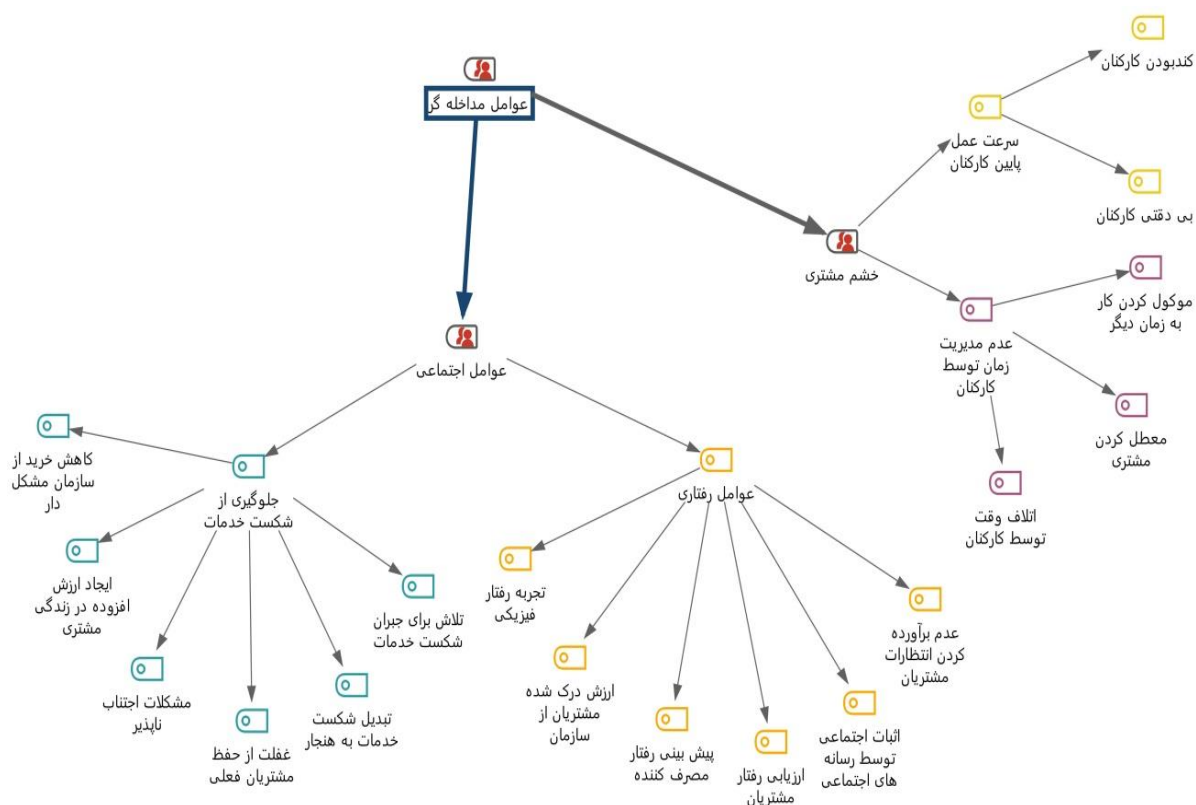 عوامل مداخله گر
کندبودن کارکنان
سرعت عمل
پایین کارکنان
بی دقتی کارکنان
خشم مشتری
موکول کردن کار
به زمان دیگر
عدم مدیریت
زمان توسط
کارکنان
معطل کردن
مشتری
اتلاف وقت
توسط کارکنان
عوامل اجتماعی
عوامل رفتاری
تجربه رفتار
فیزیکی
ارزش درک شده
مشتریان از
سازمان
پیش بینی رفتار
مصرف کننده
ارزیابی رفتار
مشتریان
اثبات اجتماعی
توسط رسانه
های اجتماعی
عدم برآورده
کردن انتظارات
مشتریان
جلوگیری از
شکست خدمات
کاهش خرید از
سازمان مشکل
دار
ایجاد ارزش
افزوده در زندگی
مشتری
مشکلات اجتناب
ناپذیر
غفلت از حفظ
مشتریان فعلی
تبدیل شکست
خدمات به هنجار
تلاش برای جبران
شکست خدمات